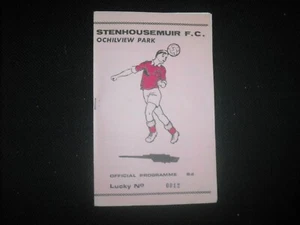 STENHOUSEMUIR F.C.
OCHILVIEW PARK
OFFICIAL PROGRAMME
Lucky Nº